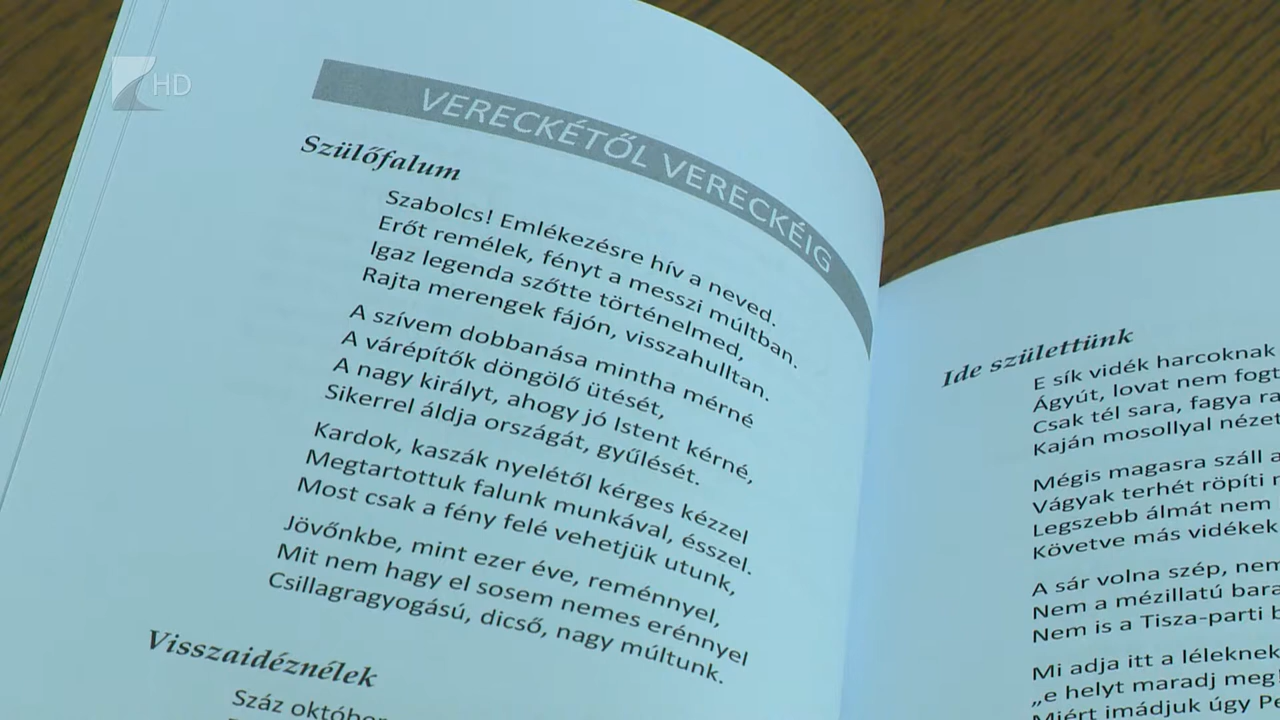 HD
VERECKÉTŐL VERECKÉIG
Szülőfalum
Szabolcs! Emlékezésre hív a neved.
Erőt remélek, fényt a messzi múltban.
Igaz legenda szőtte történelmed,
Rajta merengek fájón, visszahulltan.
A szívem dobbanása mintha mérné
A várépítők döngölő ütését,
A nagy királyt, ahogy jó Istent kérné,
Sikerrel áldja országát, gyűlését.
Kardok, kaszák nyelétől kérges kézzel
Megtartottuk falunk munkával, ésszel.
Most csak a fény felé vehetjük utunk,
Jövőnkbe, mint ezer éve, reménnyel,
Mit nem hagy el sosem nemes erénnyel
Csillagragyogású, dicső, nagy múltunk.
Visszaidéznélek
Száz októbe
Ide születtünk
E sík vidék harcoknak
Ágyút, lovat nem fogt
Csak tél sara, fagya ra
Kaján mosollyal nézet
Mégis magasra száll a
Vágyak terhét röpíti
Legszebb álmát nem
Követve más vidékek
A sár volna szép, nem
Nem a mézillatú bara
Nem is a Tisza-parti
Mi adja itt a léleknek
„e helyt maradj meg!
Miért imádjuk úgy Pe